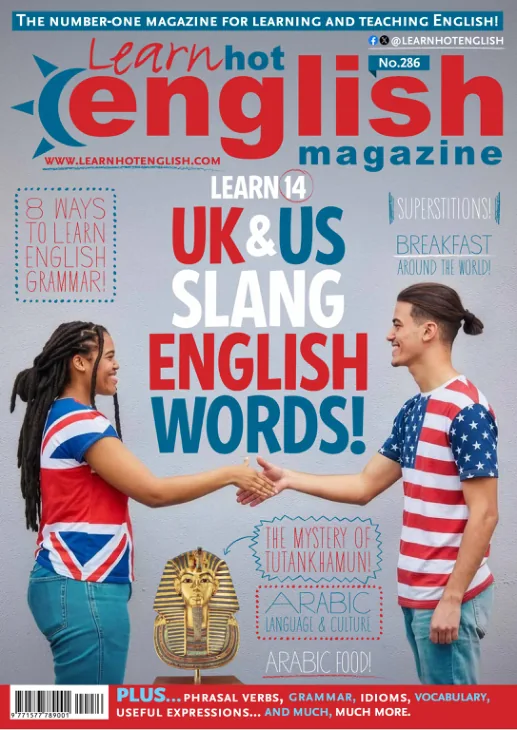 THE NUMBER-ONE MAGAZINE FOR LEARNING AND TEACHING ENGLISH!
@LEARNHOTENGLISH
Learn hot
No.286
english
magazine
WWW.LEARNHOTENGLISH.COM
LEARN 14
UK & US
SLANG
ENGLISH
WORDS!
8 WAYS
TO LEARN
ENGLISH
GRAMMAR!
SUPERSTITIONS!
BREAKFAST
AROUND THE WORLD!
THE MYSTERY OF
TUTANKHAMUN!
ARABIC
LANGUAGE & CULTURE
ARABIC FOOD!
PLUS... PHRASAL VERBS, GRAMMAR, IDIOMS, VOCABULARY,
USEFUL EXPRESSIONS... AND MUCH, MUCH MORE.
9 771577 789001